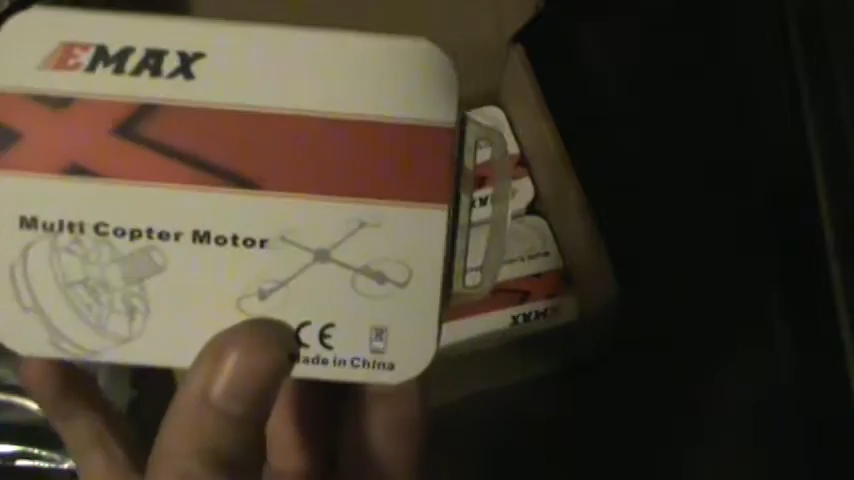 EMAX
Multi Copter Motor
CE
Made in China
EMAX